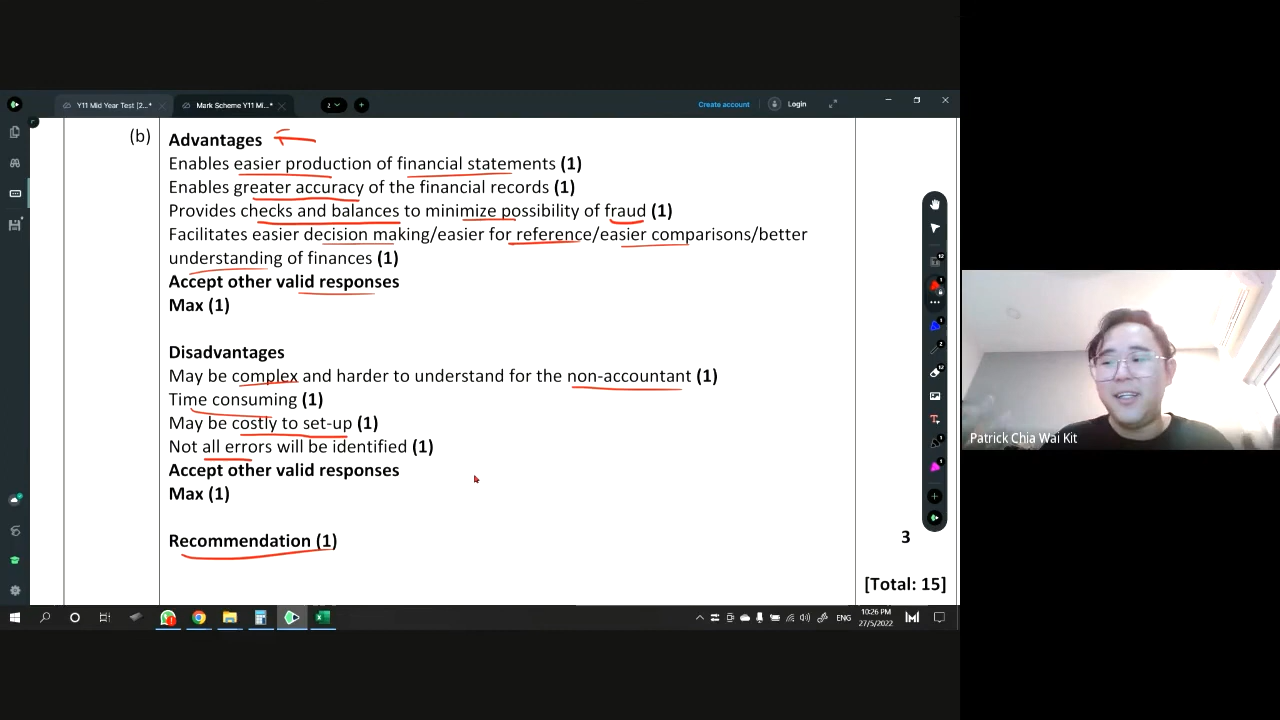 Y11 Mid Year Test [2...*
Mark Scheme Y11 Mi...*
2
Create account
Login
(b)
Advantages
Enables easier production of financial statements (1)
Enables greater accuracy of the financial records (1)
Provides checks and balances to minimize possibility of fraud (1)
Facilitates easier decision making/easier for reference/easier comparisons/better
understanding of finances (1)
Accept other valid responses
Max (1)
Disadvantages
May be complex and harder to understand for the non-accountant (1)
Time consuming (1)
May be costly to set-up (1)
Not all errors will be identified (1)
Accept other valid responses
Max (1)
Recommendation (1)
3
[Total: 15]
Patrick Chia Wai Kit
ENG
10:26 PM
27/5/2022